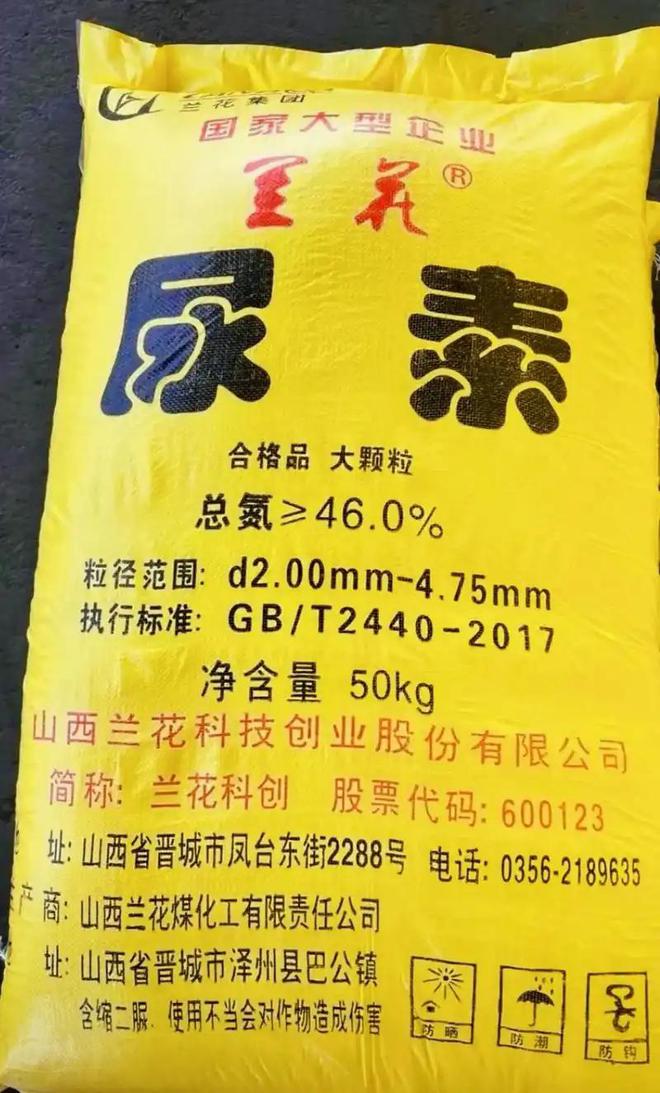 兰花集团
国家大型企业
兰花®
尿素
合格品 大颗粒
总氮≥46.0%
粒径范围: d2.00mm-4.75mm
执行标准: GB/T2440-2017
净含量 50kg
山西兰花科技创业股份有限公司
简称: 兰花科创 股票代码: 600123
址: 山西省晋城市凤台东街2288号 电话: 0356-2189635
产商: 山西兰花煤化工有限责任公司
址: 山西省晋城市泽州县巴公镇
含缩二脲 使用不当会对作物造成伤害
防晒 防潮 防钩